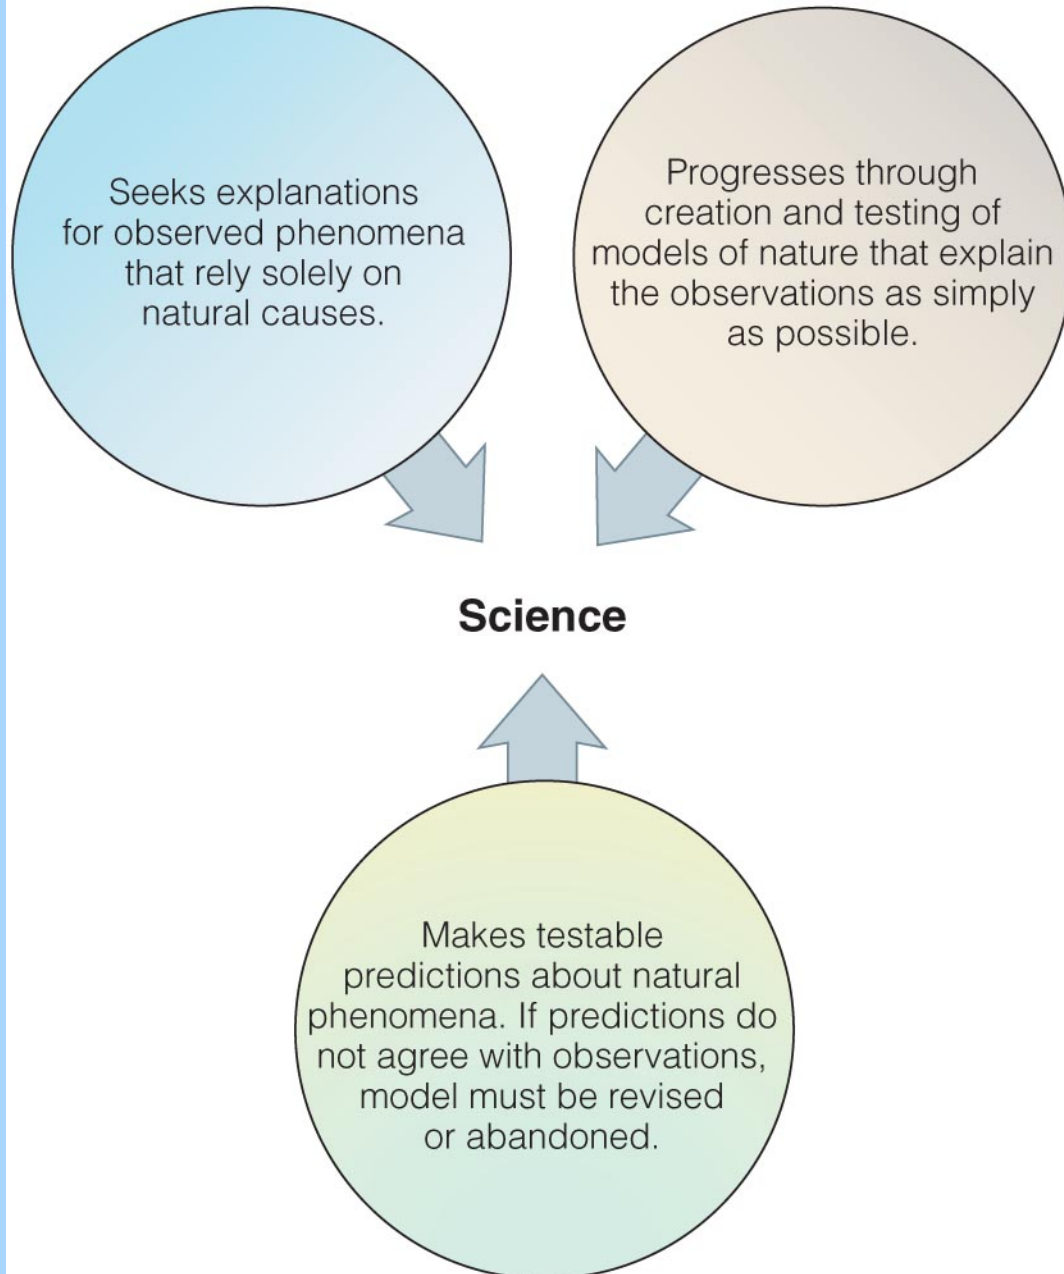 Seeks explanations
for observed phenomena
that rely solely on
natural causes.
Progresses through
creation and testing of
models of nature that explain
the observations as simply
as possible.
Science
Makes testable
predictions about natural
phenomena. If predictions do
not agree with observations,
model must be revised
or abandoned.